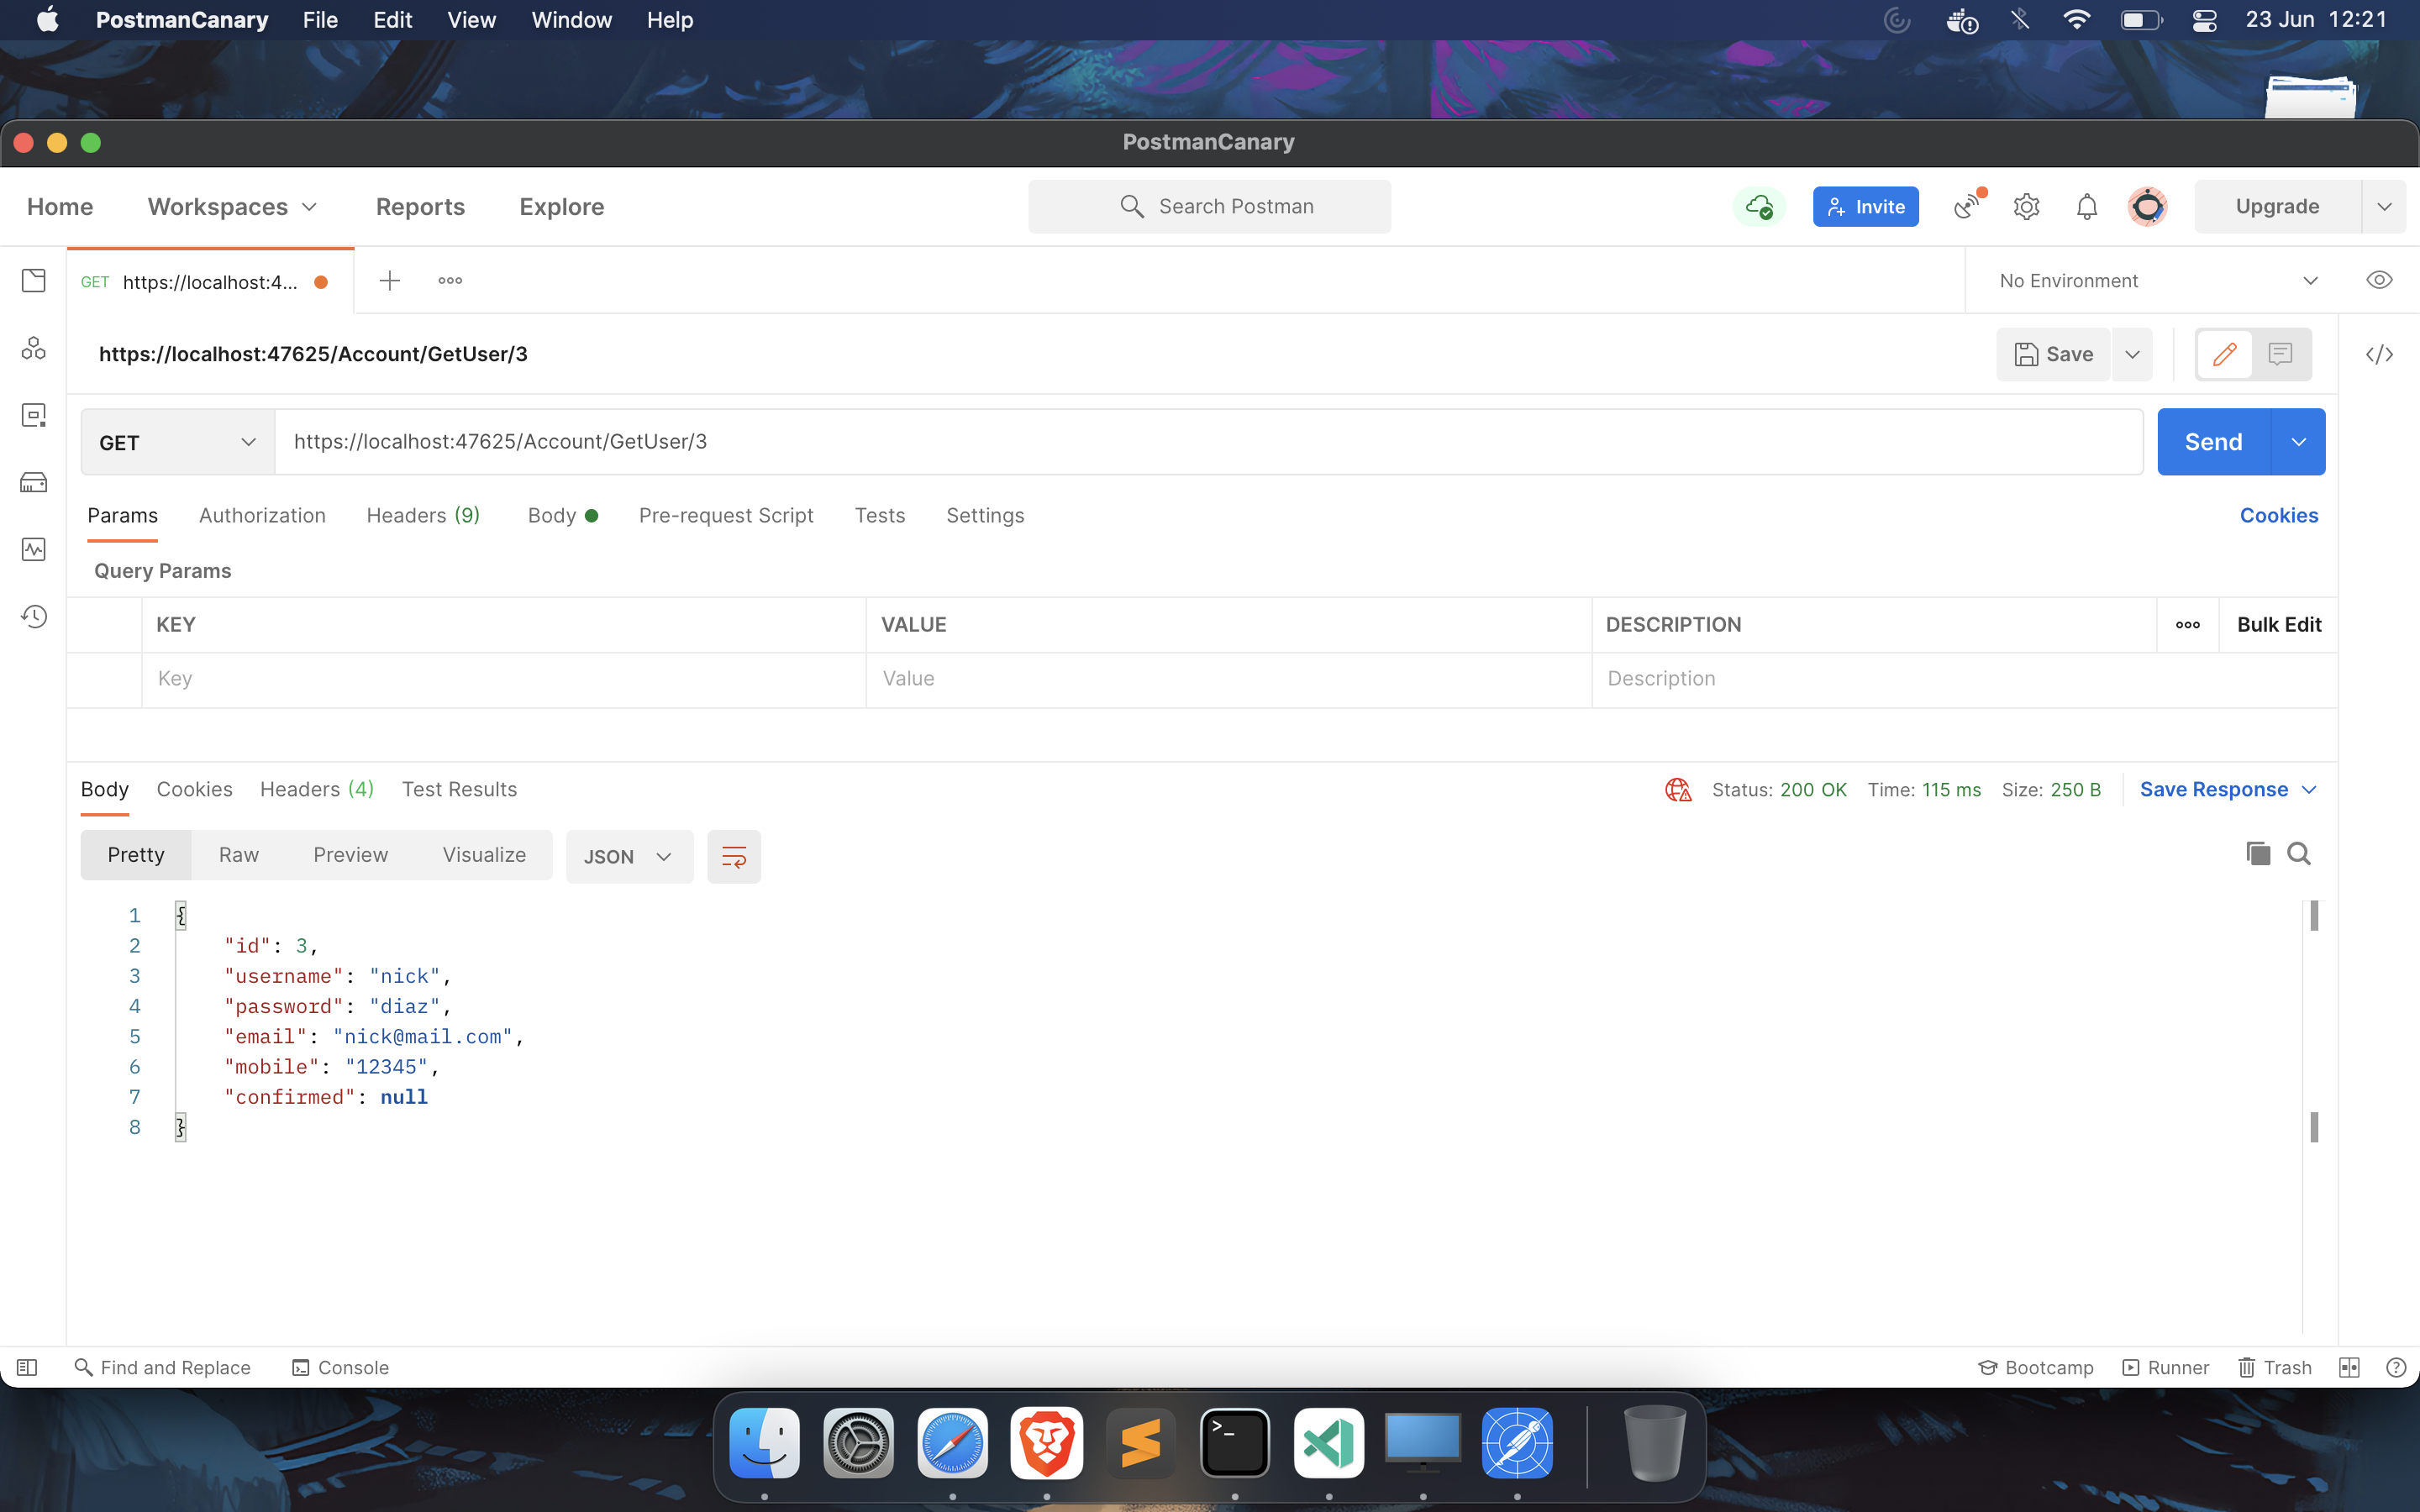 PostmanCanary File Edit View Window Help 23 Jun 12:21
PostmanCanary
Home Workspaces Reports Explore Search Postman Invite Upgrade
GET https://localhost:4... No Environment
https://localhost:47625/Account/GetUser/3 Save
GET https://localhost:47625/Account/GetUser/3 Send
Params Authorization Headers (9) Body Pre-request Script Tests Settings Cookies
Query Params
KEY VALUE DESCRIPTION Bulk Edit
Key Value Description
Body Cookies Headers (4) Test Results Status: 200 OK Time: 115 ms Size: 250 B Save Response
Pretty Raw Preview Visualize JSON
1 {
2 "id": 3,
3 "username": "nick",
4 "password": "diaz",
5 "email": "nick@mail.com",
6 "mobile": "12345",
7 "confirmed": null
8 }
Find and Replace Console Bootcamp Runner Trash